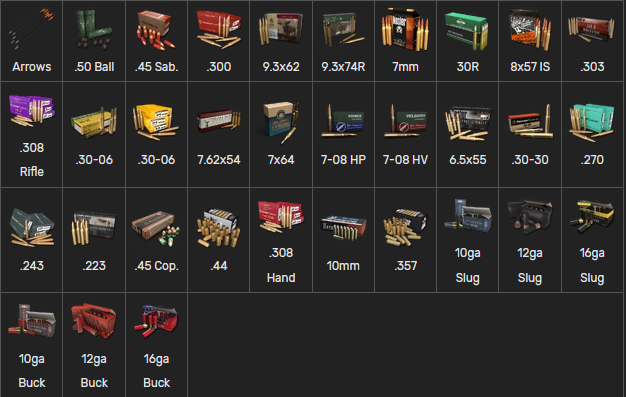 Arrows .50 Ball .45 Sab. .300 9.3x62 9.3x74R 7mm 30R 8x57 IS .303
.308 Rifle .30-06 .30-06 7.62x54 7x64 7-08 HP 7-08 HV 6.5x55 .30-30 .270
.243 .223 .45 Cop. .44 .308 Hand 10mm .357 10ga Slug 12ga Slug 16ga Slug
10ga Buck 12ga Buck 16ga Buck